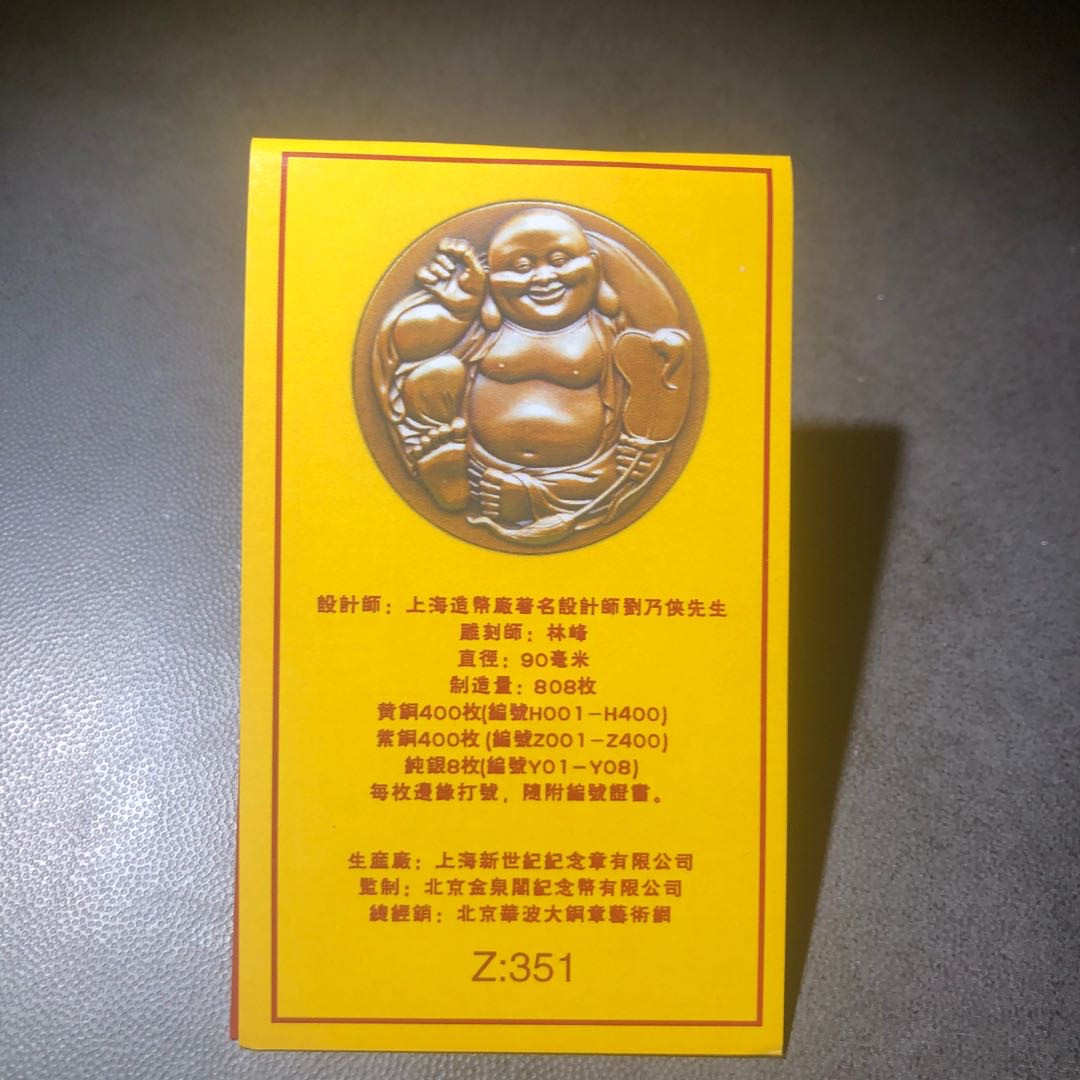 設計師：上海造幣廠著名設計師劉乃俠先生
雕刻師：林峰
直徑：90毫米
制造量：808枚
黄銅400枚(編號H001-H400)
紫銅400枚(編號Z001-Z400)
純銀8枚(編號Y01-Y08)
每枚邊緣打號，隨附編號證書。
生産廠：上海新世紀紀念章有限公司
監制：北京金泉閣紀念幣有限公司
總經銷：北京華波大銅章藝術網
Z:351